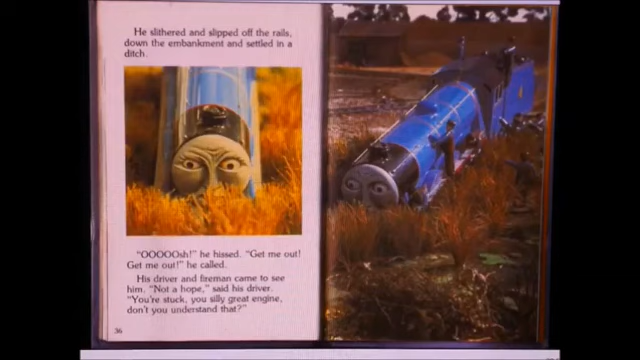 He slithered and slipped off the rails,
down the embankment and settled in a
ditch.
"OOOOOsh!" he hissed. "Get me out!
Get me out!" he called.
His driver and fireman came to see
him. "Not a hope," said his driver.
"You're stuck, you silly great engine,
don't you understand that?"
36